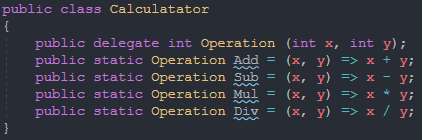 public class Calculatator
{
public delegate int Operation (int x, int y);
public static Operation Add = (x, y) => x + y;
public static Operation Sub = (x, y) => x - y;
public static Operation Mul = (x, y) => x * y;
public static Operation Div = (x, y) => x / y;
}